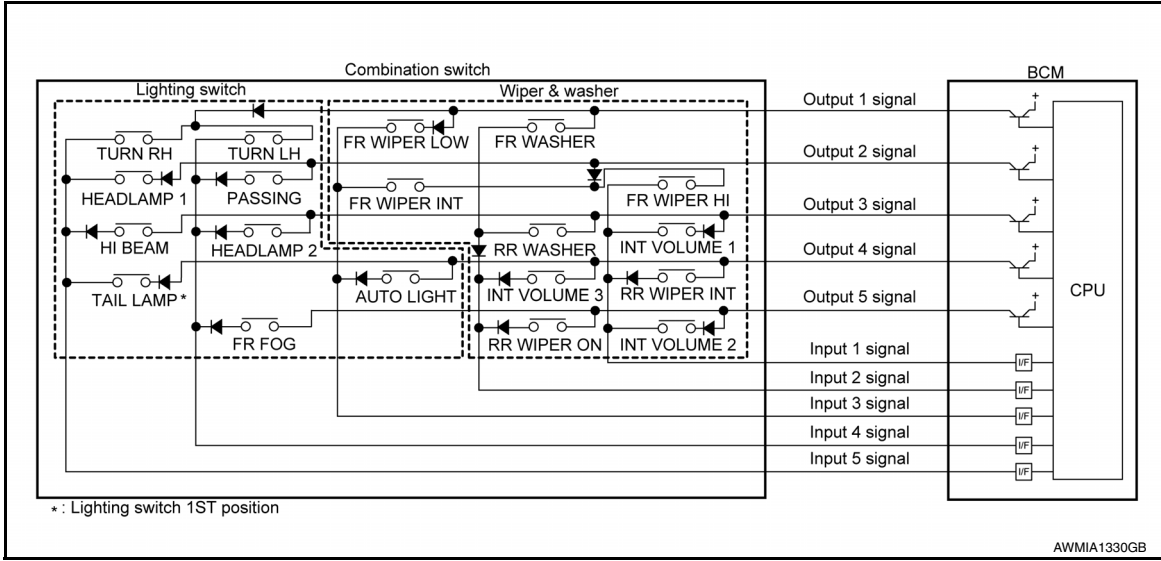 Combination switch
BCM
Lighting switch
Wiper & washer
Output 1 signal
+
TURN RH
TURN LH
FR WIPER LOW
FR WASHER
Output 2 signal
+
HEADLAMP 1
PASSING
FR WIPER INT
FR WIPER HI
Output 3 signal
+
HI BEAM
HEADLAMP 2
RR WASHER
INT VOLUME 1
Output 4 signal
+
TAIL LAMP*
AUTO LIGHT
INT VOLUME 3
RR WIPER INT
CPU
Output 5 signal
+
FR FOG
RR WIPER ON
INT VOLUME 2
Input 1 signal
I/F
Input 2 signal
I/F
Input 3 signal
I/F
Input 4 signal
I/F
Input 5 signal
I/F
* : Lighting switch 1ST position
AWMIA1330GB